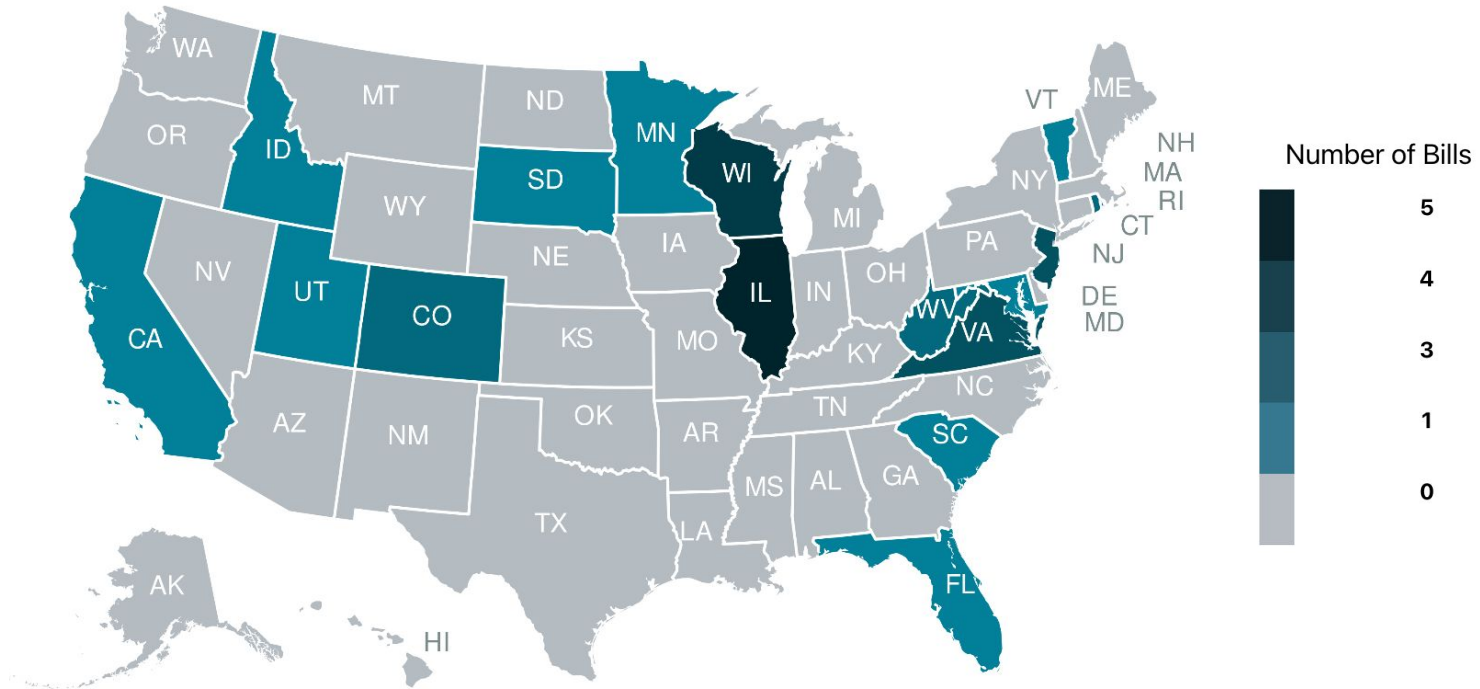 WA
MT
ND
MN
VT
ME
OR
ID
SD
WI
NH
WY
MI
NY
MA
RI
NV
UT
NE
IA
PA
CT
NJ
CA
CO
IL
IN
OH
DE
KS
MO
WV
VA
MD
KY
AZ
NM
OK
AR
TN
NC
SC
TX
LA
MS
AL
GA
FL
AK
HI
Number of Bills
5
4
3
1
0